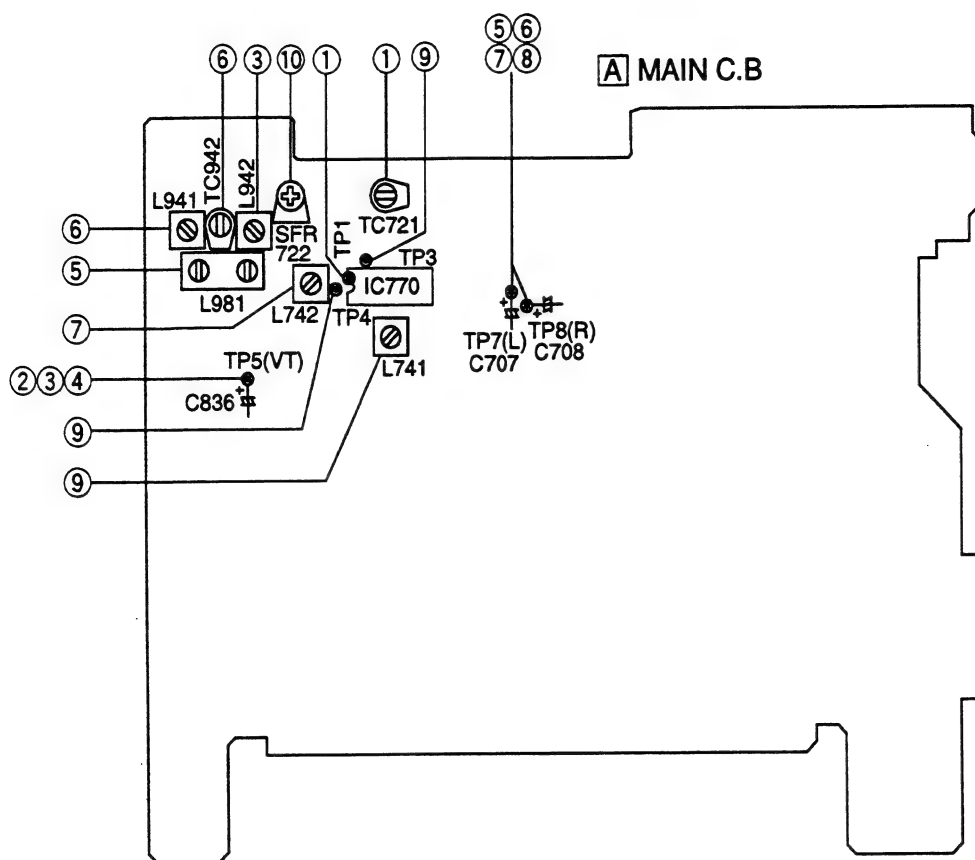 ⑤⑥
⑥ ③ ⑩ ① ① ⑨ ⑦⑧
A MAIN C.B
TC942
L942
L941
⑥
SFR
722
TC721
TP1
TP3
⑤
L981
IC770
L742
TP4
⑦
L741
TP7(L)
C707
TP8(R)
C708
+
+
②③④
TP5(VT)
C836
+
⑨
⑨